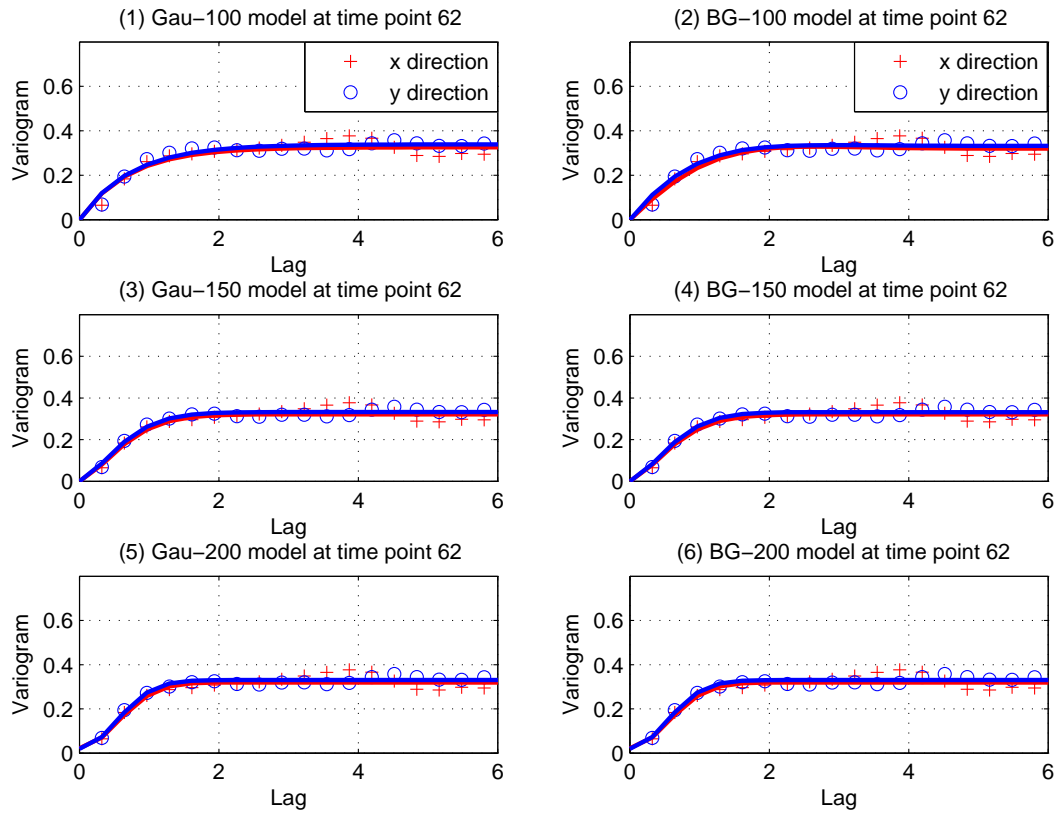 (1) Gau−100 model at time point 62
Variogram
0.6
0.4
0.2
0
0 2 4 6
Lag
x direction
y direction
(2) BG−100 model at time point 62
Variogram
0.6
0.4
0.2
0
0 2 4 6
Lag
x direction
y direction
(3) Gau−150 model at time point 62
Variogram
0.6
0.4
0.2
0
0 2 4 6
Lag
(4) BG−150 model at time point 62
Variogram
0.6
0.4
0.2
0
0 2 4 6
Lag
(5) Gau−200 model at time point 62
Variogram
0.6
0.4
0.2
0
0 2 4 6
Lag
(6) BG−200 model at time point 62
Variogram
0.6
0.4
0.2
0
0 2 4 6
Lag